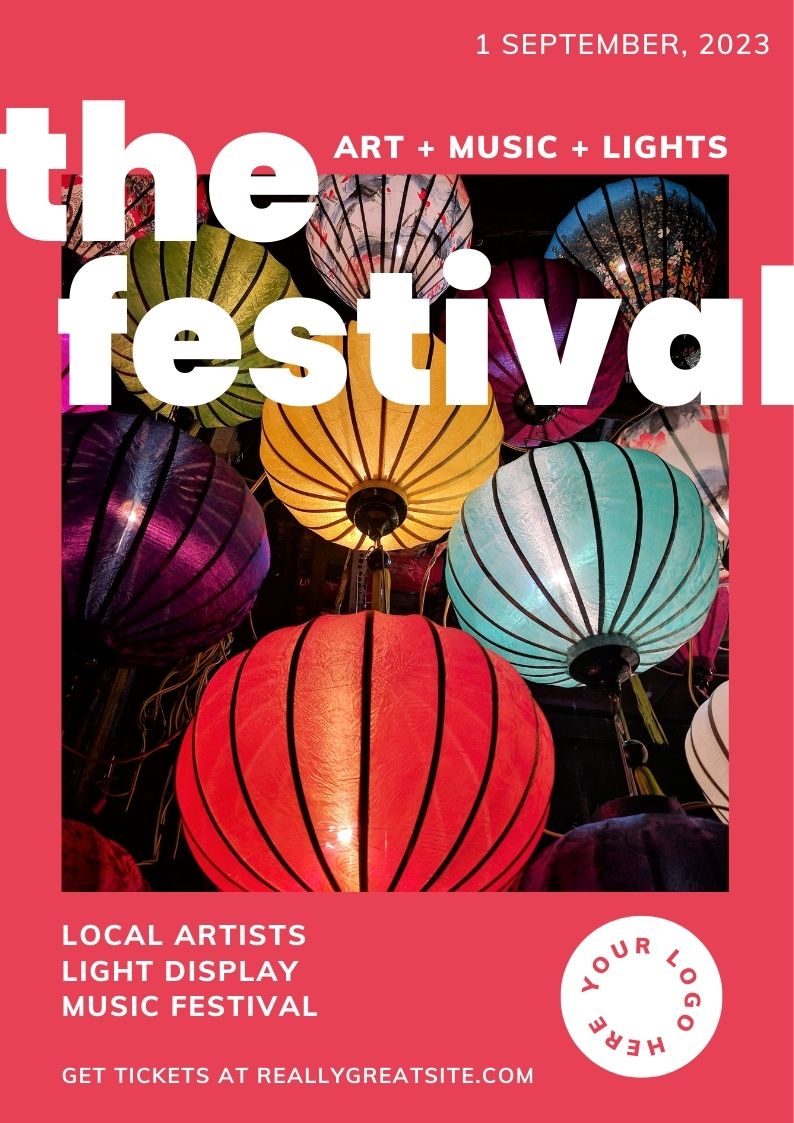 1 SEPTEMBER, 2023
the
ART + MUSIC + LIGHTS
festival
LOCAL ARTISTS
LIGHT DISPLAY
MUSIC FESTIVAL
YOUR LOGO HERE
GET TICKETS AT REALLYGREATSITE.COM